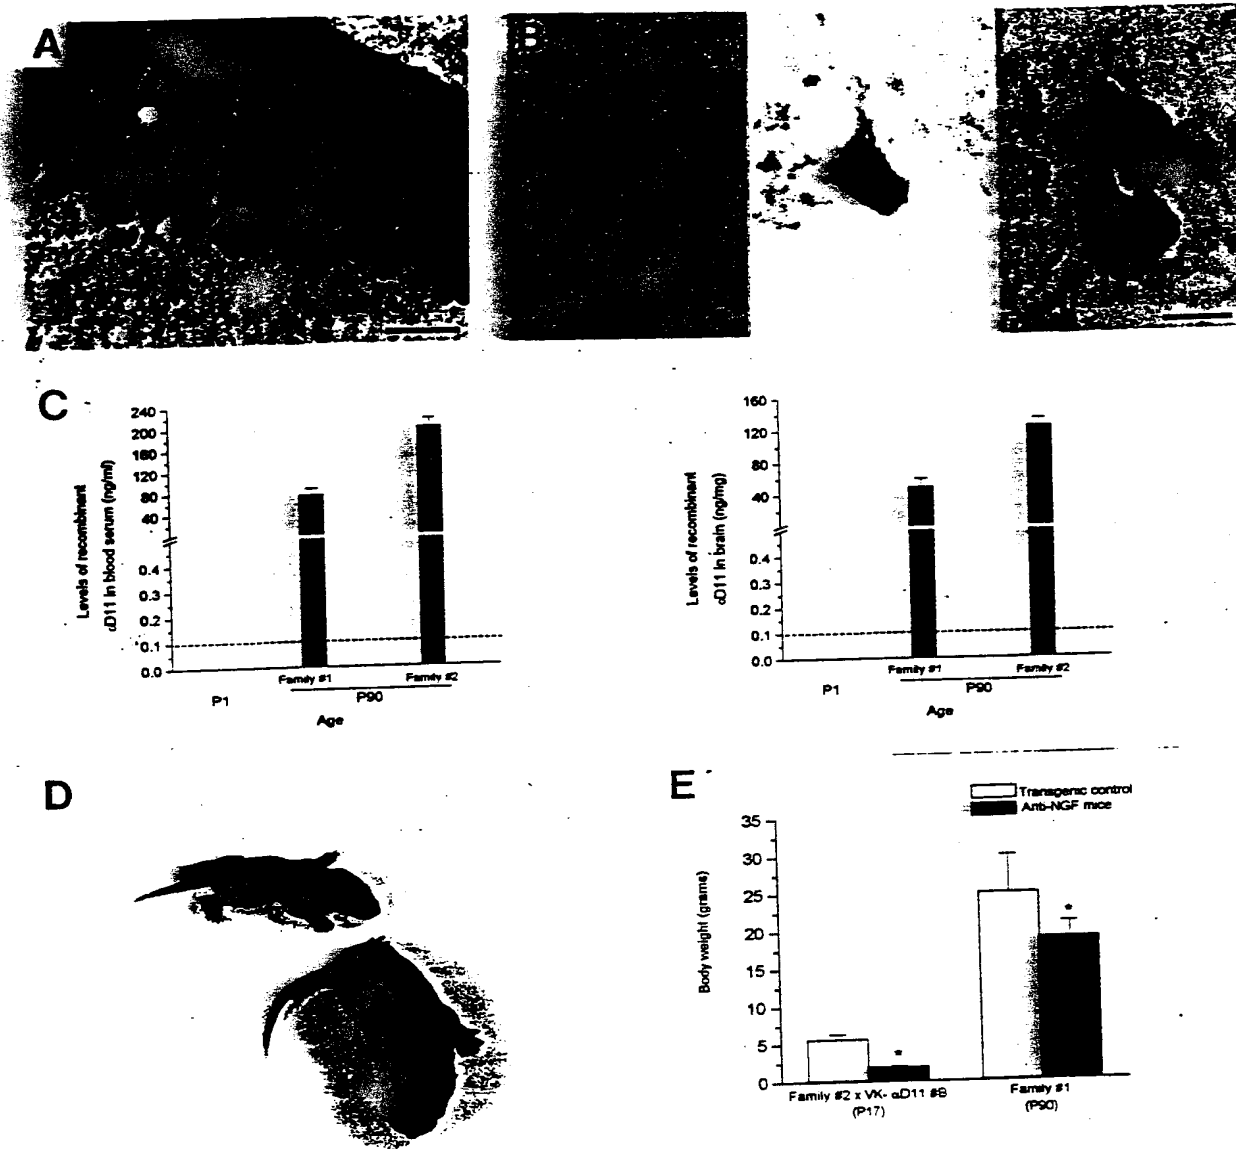 A
B
C
Levels of recombinant
αD11 in blood serum (ng/ml)
240
200
160
120
80
40
0.4
0.3
0.2
0.1
0.0
P1
Family #1
Family #2
P90
Age
Levels of recombinant
αD11 in brain (ng/mg)
160
120
80
40
0.4
0.3
0.2
0.1
0.0
P1
Family #1
Family #2
P90
Age
D
E
Transgenic control
Anti-NGF mice
Body weight (grams)
35
30
25
20
15
10
5
0
*
*
Family #2 x VK- αD11 #B
(P17)
Family #1
(P90)